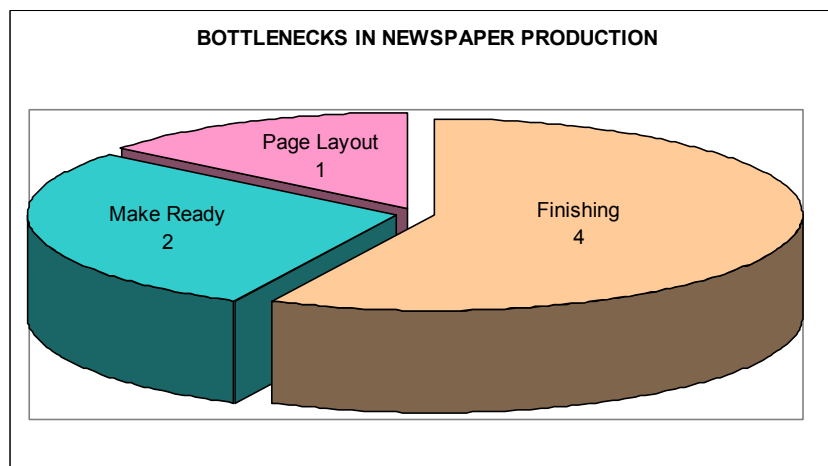 BOTTLENECKS IN NEWSPAPER PRODUCTION
Page Layout
1
Make Ready
2
Finishing
4